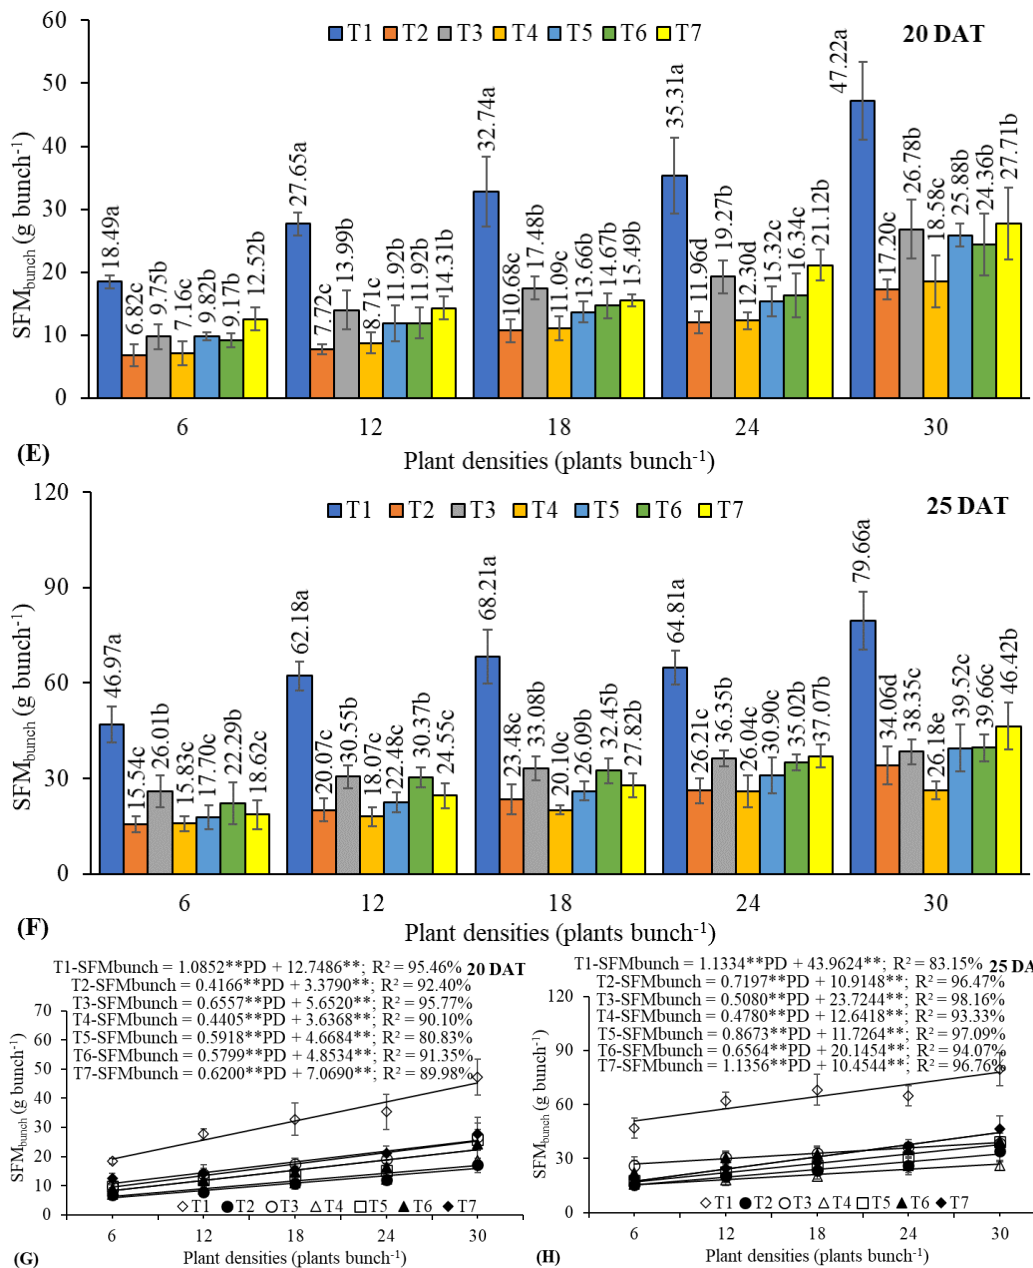 60
50
40
30
20
10
0
SFMbunch (g bunch-1)
T1 T2 T3 T4 T5 T6 T7
20 DAT
18.49a 6.82c 9.75b 7.16c 9.82b 9.17b 12.52b
27.65a 7.72c 13.99b 8.71c 11.92b 11.92b 14.31b
32.74a 10.68c 17.48b 11.09c 13.66b 14.67b 15.49b
35.31a 11.96d 19.27b 12.30d 15.32c 16.34c 21.12b
47.22a 17.20c 26.78b 18.58c 25.88b 24.36b 27.71b
6 12 18 24 30
(E)
Plant densities (plants bunch-1)
120
90
60
30
0
SFMbunch (g bunch-1)
T1 T2 T3 T4 T5 T6 T7
25 DAT
46.97a 15.54c 26.01b 15.83c 17.70c 22.29b 18.62c
62.18a 20.07c 30.55b 18.07c 22.48c 30.37b 24.55c
68.21a 23.48c 33.08b 20.10c 26.09b 32.45b 27.82b
64.81a 26.21c 36.35b 26.04c 30.90c 35.02b 37.07b
79.66a 34.06d 38.35c 26.18e 39.52c 39.66c 46.42b
6 12 18 24 30
(F)
Plant densities (plants bunch-1)
T1-SFMbunch = 1.0852**PD + 12.7486**; R² = 95.46% 20 DAT
T2-SFMbunch = 0.4166**PD + 3.3790**; R² = 92.40%
T3-SFMbunch = 0.6557**PD + 5.6520**; R² = 95.77%
T4-SFMbunch = 0.4405**PD + 3.6368**; R² = 90.10%
T5-SFMbunch = 0.5918**PD + 4.6684**; R² = 80.83%
T6-SFMbunch = 0.5799**PD + 4.8534**; R² = 91.35%
T7-SFMbunch = 0.6200**PD + 7.0690**; R² = 89.98%
70
60
50
40
30
20
10
0
SFMbunch (g bunch-1)
T1 T2 T3 T4 T5 T6 T7
6 12 18 24 30
(G)
Plant densities (plants bunch-1)
T1-SFMbunch = 1.1334**PD + 43.9624**; R² = 83.15%
25 DA
T2-SFMbunch = 0.7197**PD + 10.9148**; R² = 96.47%
T3-SFMbunch = 0.5080**PD + 23.7244**; R² = 98.16%
T4-SFMbunch = 0.4780**PD + 12.6418**; R² = 93.33%
T5-SFMbunch = 0.8673**PD + 11.7264**; R² = 97.09%
T6-SFMbunch = 0.6564**PD + 20.1454**; R² = 94.07%
T7-SFMbunch = 1.1356**PD + 10.4544**; R² = 96.76%
120
90
60
30
0
SFMbunch (g bunch-1)
T1 T2 T3 T4 T5 T6 T7
6 12 18 24 30
(H)
Plant densities (plants bunch-1)